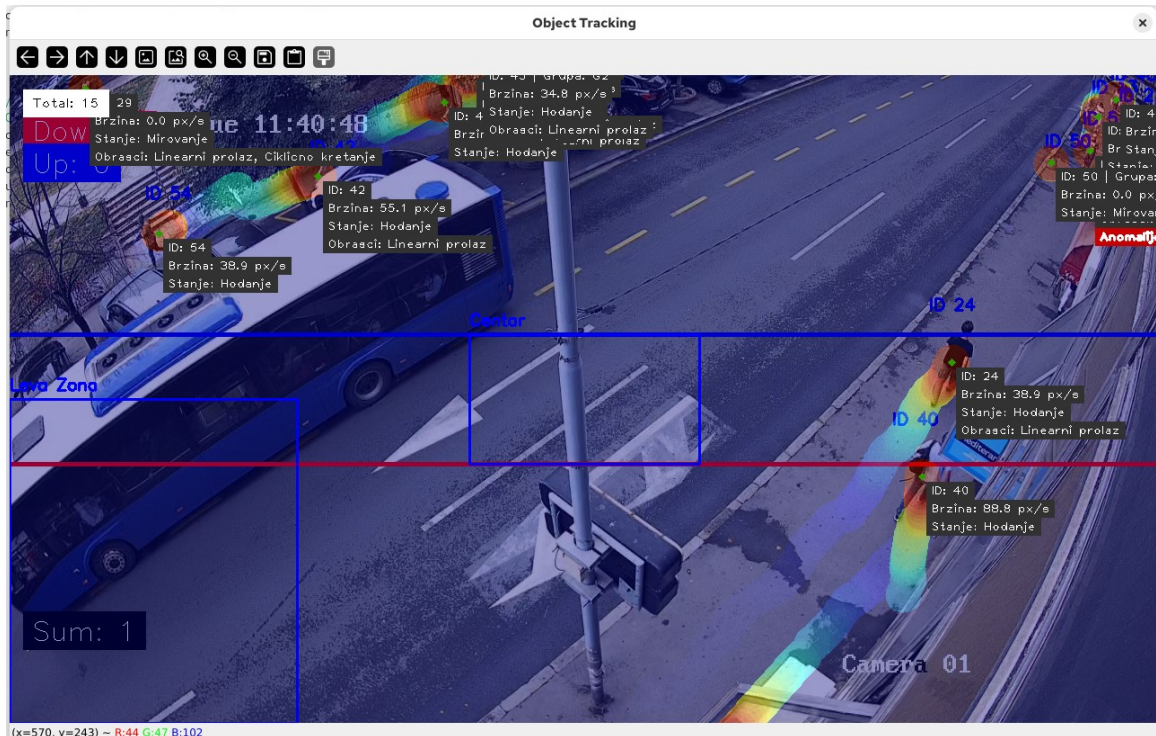 Object Tracking
Total: 15
29
ue 11:40:48
Brzina: 0.0 px/s
Stanje: Mirovanje
Obrasci: Linearni prolaz, Ciklicno kretanje
Up:
Grupa: G2
Brzina: 34.8 px/s
Stanje: Hodanje
Obrasci: Linearni prolaz
Stanje: Hodanje
ID 54
ID: 54
Brzina: 38.9 px/s
Stanje: Hodanje
ID: 42
Brzina: 55.1 px/s
Stanje: Hodanje
Obrasci: Linearni prolaz
ID 50
ID: 50 | Grupa:
Brzina: 0.0 px/
Stanje: Mirova
Centar
Leva Zona
ID 24
ID: 24
Brzina: 38.9 px/s
Stanje: Hodanje
Obrasci: Linearni prolaz
ID 40
ID: 40
Brzina: 88.8 px/s
Stanje: Hodanje
Sum: 1
Camera 01
(x=570, y=243) ~ R:44 G:47 B:102